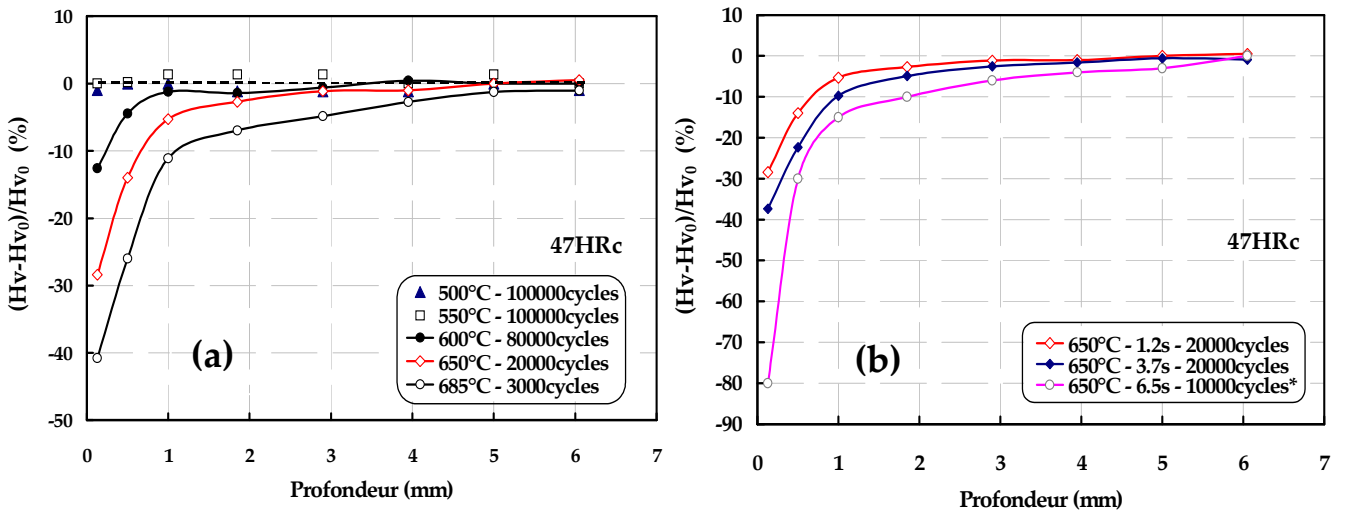 (Hv-Hv0)/Hv0 (%)
10
0
-10
-20
-30
-40
-50
0 1 2 3 4 5 6 7
Profondeur (mm)
47HRc
(a)
500°C - 100000cycles
550°C - 100000cycles
600°C - 80000cycles
650°C - 20000cycles
685°C - 3000cycles
(Hv-Hv0)/Hv0 (%)
10
0
-10
-20
-30
-40
-50
-60
-70
-80
-90
0 1 2 3 4 5 6 7
Profondeur (mm)
47HRc
(b)
650°C - 1.2s - 20000cycles
650°C - 3.7s - 20000cycles
650°C - 6.5s - 10000cycles*